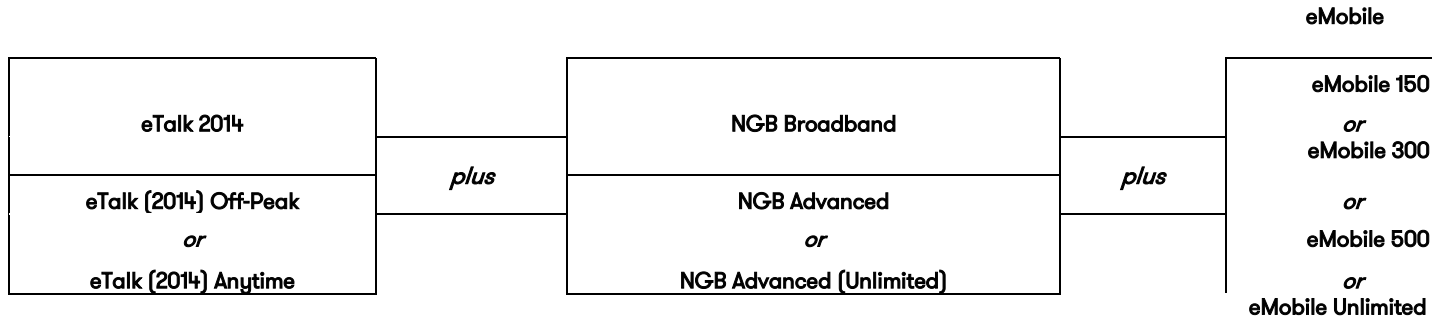 eMobile
eTalk 2014
eTalk (2014) Off-Peak
or
eTalk (2014) Anytime
plus
NGB Broadband
NGB Advanced
or
NGB Advanced (Unlimited)
plus
eMobile 150
or
eMobile 300
or
eMobile 500
or
eMobile Unlimited